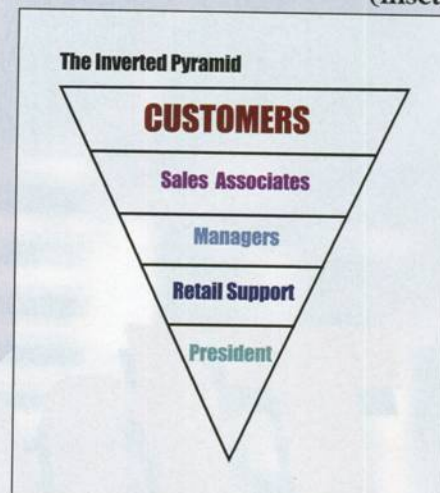 The Inverted Pyramid
CUSTOMERS
Sales Associates
Managers
Retail Support
President